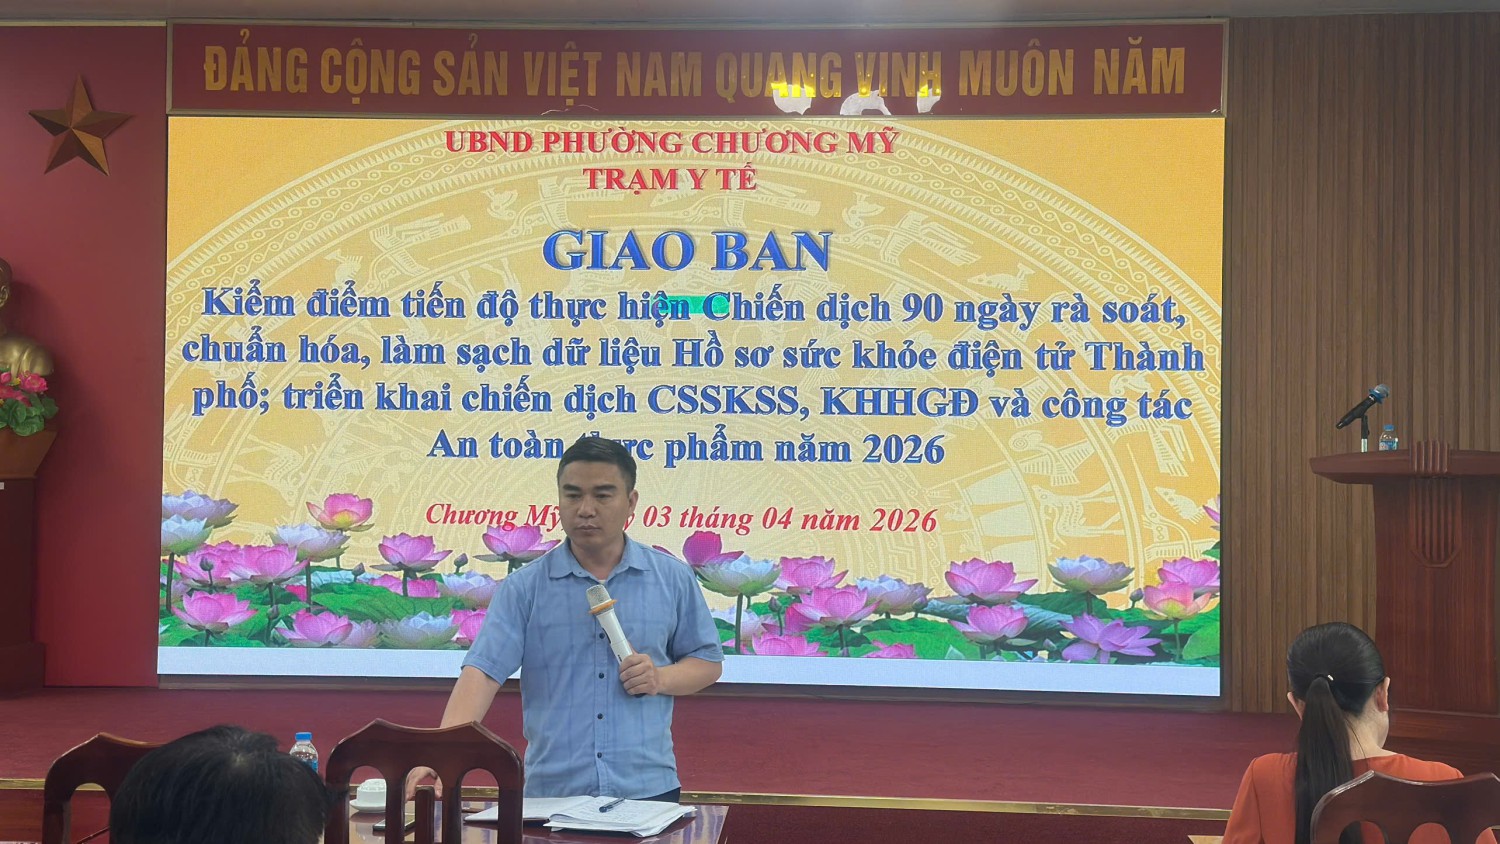 ĐẢNG CỘNG SẢN VIỆT NAM QUANG VINH MUÔN NĂM
UBND PHƯỜNG CHƯƠNG MỸ
TRẠM Y TẾ
GIAO BAN
Kiểm điểm tiến độ thực hiện Chiến dịch 90 ngày rà soát,
chuẩn hóa, làm sạch dữ liệu Hồ sơ sức khỏe điện tử Thành
phố; triển khai chiến dịch CSSKSS, KHHGĐ và công tác
An toàn thực phẩm năm 2026
Chương Mỹ, 03 tháng 04 năm 2026